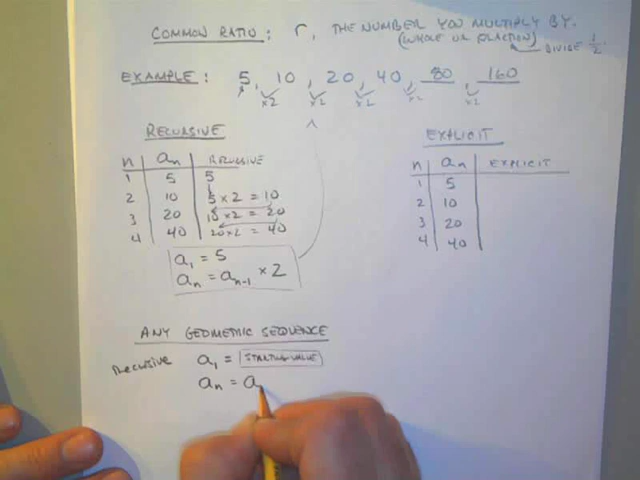 COMMON RATIO: r, THE NUMBER YOU MULTIPLY BY.
(WHOLE OR FRACTION) DIVIDE 1/2
EXAMPLE: 5, 10, 20, 40, 80, 160
×2 ×2 ×2 ×2 ×2
RECURSIVE
n aₙ RECURSIVE
1 5 5
2 10 5 × 2 = 10
3 20 10 × 2 = 20
4 40 20 × 2 = 40
a₁ = 5
aₙ = aₙ₋₁ × 2
EXPLICIT
n aₙ EXPLICIT
1 5
2 10
3 20
4 40
ANY GEOMETRIC SEQUENCE
RECURSIVE a₁ = STARTING VALUE
aₙ = a